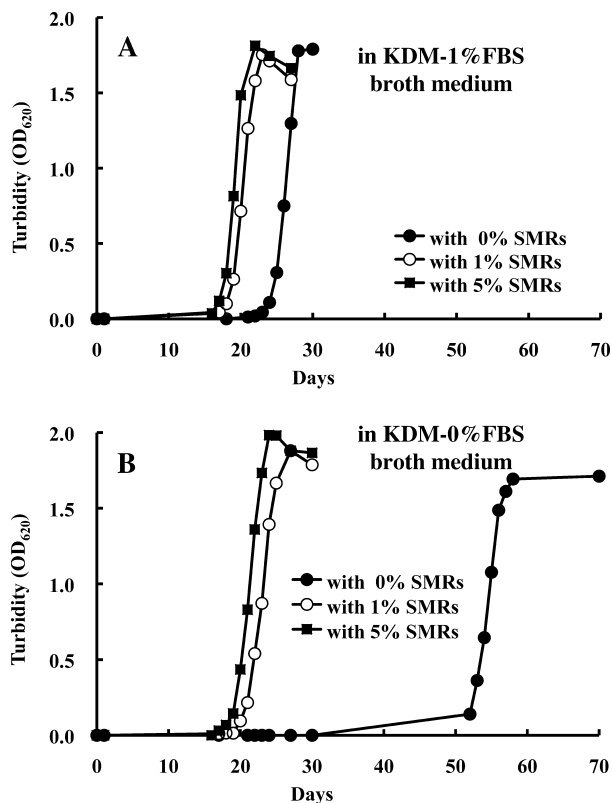 A
in KDM-1%FBS
broth medium
2.0
1.5
1.0
0.5
0.0
Turbidity (OD620)
with 0% SMRs
with 1% SMRs
with 5% SMRs
0 10 20 30 40 50 60 70
Days
B
in KDM-0%FBS
broth medium
2.0
1.5
1.0
0.5
0.0
Turbidity (OD620)
with 0% SMRs
with 1% SMRs
with 5% SMRs
0 10 20 30 40 50 60 70
Days